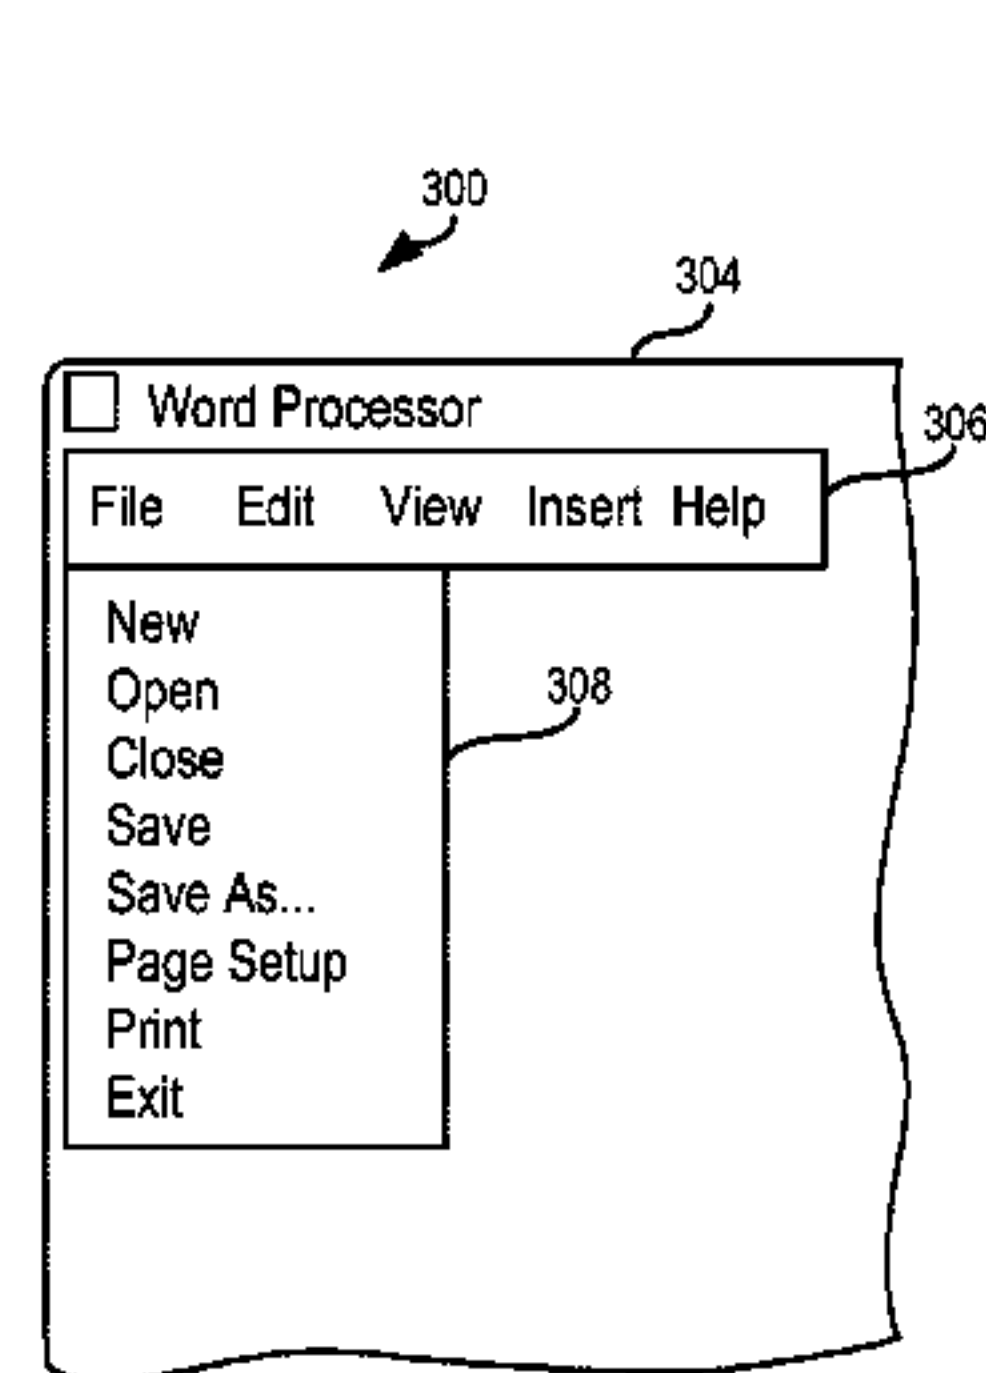 300
304
Word Processor
306
File Edit View Insert Help
New
Open
308
Close
Save
Save As...
Page Setup
Print
Exit